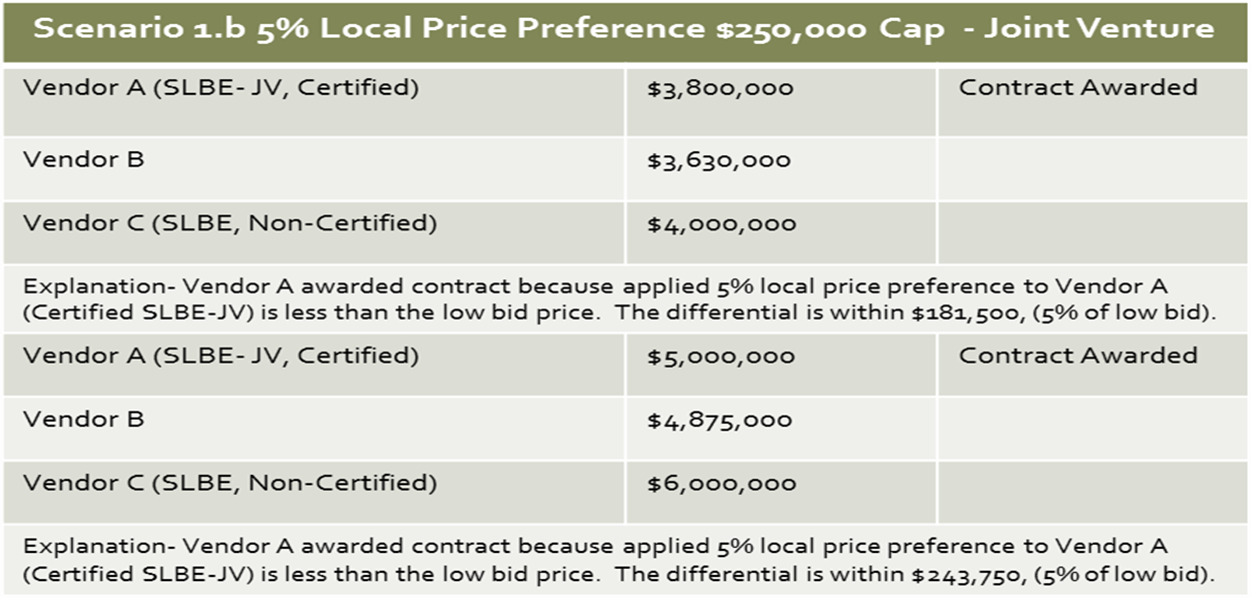 Scenario 1.b 5% Local Price Preference $250,000 Cap - Joint Venture
Vendor A (SLBE- JV, Certified) $3,800,000 Contract Awarded
Vendor B $3,630,000
Vendor C (SLBE, Non-Certified) $4,000,000
Explanation- Vendor A awarded contract because applied 5% local price preference to Vendor A
(Certified SLBE-JV) is less than the low bid price. The differential is within $181,500, (5% of low bid).
Vendor A (SLBE- JV, Certified) $5,000,000 Contract Awarded
Vendor B $4,875,000
Vendor C (SLBE, Non-Certified) $6,000,000
Explanation- Vendor A awarded contract because applied 5% local price preference to Vendor A
(Certified SLBE-JV) is less than the low bid price. The differential is within $243,750, (5% of low bid).